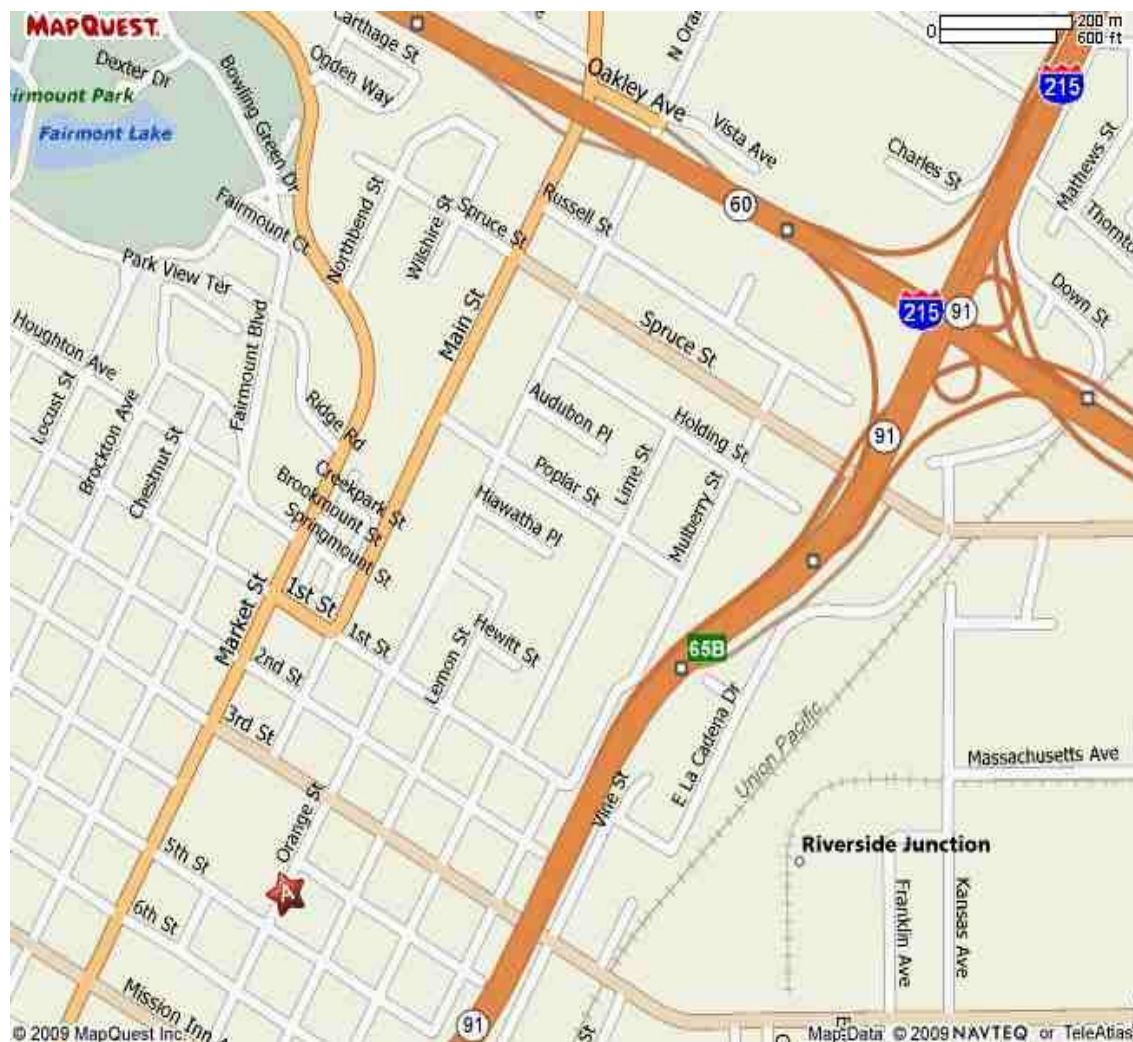 MAPQUEST.
Carthage St
N Oran
0
200 m
600 ft
Dexter Dr
Ogden Way
Oakley Ave
215
irmount Park
Bowling Green Dr
Vista Ave
Fairmont Lake
Charles St
Mathews St
Northbend St
Wilshire St
Spruce St
Russell St
60
Thornt
Fairmount Ct
Park View Ter
Down St
215
91
Houghton Ave
Fairmount Blvd
Main St
Spruce St
Locust St
Brockton Ave
Chestnut St
Ridge Rd
Audubon Pl
Holding St
91
Creekpark St
Brookmount St
Springmount St
Poplar St
Lime St
Hiawatha Pl
Mulberry St
Market St
1st St
1st St
Hewitt St
65B
2nd St
Lemon St
3rd St
E La Cadena Dr
Union Pacific
Massachusetts Ave
Vine St
Orange St
Riverside Junction
5th St
A
6th St
Franklin Ave
Kansas Ave
Mission Inn
91
St
© 2009 MapQuest Inc.
Map Data © 2009 NAVTEQ or TeleAtlas